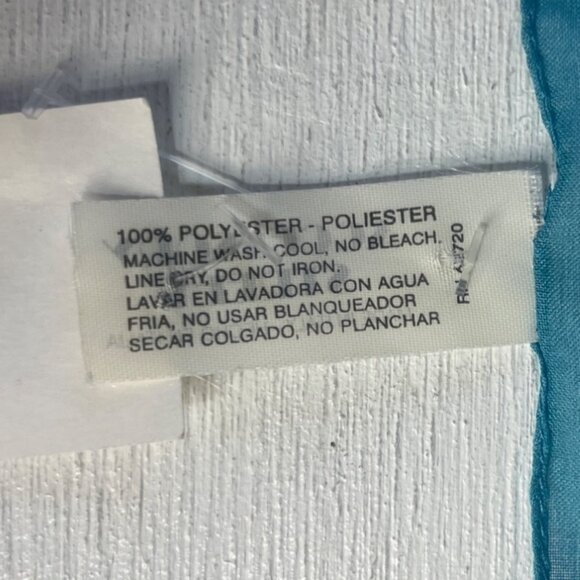 100% POLYESTER - POLIESTER
MACHINE WASH COOL, NO BLEACH.
LINE DRY, DO NOT IRON.
LAVAR EN LAVADORA CON AGUA
FRIA, NO USAR BLANQUEADOR
SECAR COLGADO, NO PLANCHAR